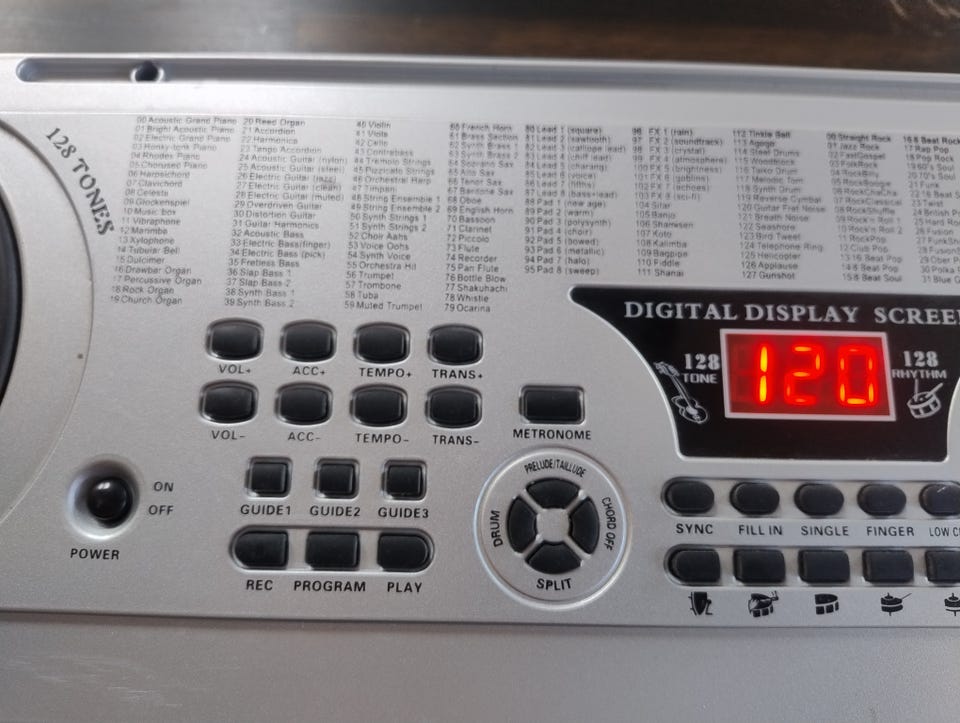 128 TONES
00 Acoustic Grand Piano
01 Bright Acoustic Piano
02 Electric Grand Piano
03 Honky-tonk Piano
04 Rhodes Piano
05 Chorused Piano
06 Harpsichord
07 Clavichord
08 Celesta
09 Glockenspiel
10 Music box
11 Vibraphone
12 Marimba
13 Xylophone
14 Tubular Bell
15 Dulcimer
16 Drawbar Organ
17 Percussive Organ
18 Rock Organ
19 Church Organ
20 Reed Organ
21 Accordion
22 Harmonica
23 Tango Accordion
24 Acoustic Guitar (nylon)
25 Acoustic Guitar (steel)
26 Electric Guitar (jazz)
27 Electric Guitar (clean)
28 Electric Guitar (muted)
29 Overdriven Guitar
30 Distortion Guitar
31 Guitar Harmonics
32 Acoustic Bass
33 Electric Bass(finger)
34 Electric Bass (pick)
35 Fretless Bass
36 Slap Bass 1
37 Slap Bass 2
38 Synth Bass 1
39 Synth Bass 2
40 Violin
41 Viola
42 Cello
43 Contrabass
44 Tremolo Strings
45 Puzzicato Strings
46 Orchestral Harp
47 Timpani
48 String Ensemble 1
49 String Ensemble 2
50 Synth Strings 1
51 Synth Strings 2
52 Choir Aahs
53 Voice Oohs
54 Synth Voice
55 Orchestra Hit
56 Trumpet
57 Trombone
58 Tuba
59 Muted Trumpet
60 French Horn
61 Brass Section
62 Synth Brass 1
63 Synth Brass 2
64 Soprano Sax
65 Alto Sax
66 Tenor Sax
67 Baritone Sax
68 Oboe
69 English Horn
70 Bassoon
71 Clarinet
72 Piccolo
73 Flute
74 Recorder
75 Pan Flute
76 Bottle Blow
77 Shakuhachi
78 Whistle
79 Ocarina
80 Lead 1 (square)
81 Lead 2 (sawtooth)
82 Lead 3 (calliope lead)
83 Lead 4 (chiff lead)
84 Lead 5 (charang)
85 Lead 6 (voice)
86 Lead 7 (fifths)
87 Lead 8 (bass+lead)
88 Pad 1 (new age)
89 Pad 2 (warm)
90 Pad 3 (polysynth)
91 Pad 4 (choir)
92 Pad 5 (bowed)
93 Pad 6 (metallic)
94 Pad 7 (halo)
95 Pad 8 (sweep)
96 FX 1 (rain)
97 FX 2 (soundtrack)
98 FX 3 (crystal)
99 FX 4 (atmosphere)
100 FX 5 (brightness)
101 FX 6 (goblin)
102 FX 7 (echoes)
103 FX 8 (sci-fi)
104 Sitar
105 Banjo
106 Shamisen
107 Koto
108 Kalimba
109 Bagpipe
110 Fiddle
111 Shanai
112 Tinkle Bell
113 Agogo
114 Steel Drums
115 Woodblock
116 Taiko Drum
117 Melodic Tom
118 Synth Drum
119 Reverse Cymbal
120 Guitar Fret Noise
121 Breath Noise
122 Seashore
123 Bird Tweet
124 Telephone Ring
125 Helicopter
126 Applause
127 Gunshot
00 Straight Rock
01 Jazz Rock
02 FastGospel
03 FolkRag
04 RockBilly
05 RockBoogie
06 RockChaCha
07 RockClassical
08 RockShuffle
09 Rock'n Roll 1
10 Rock'n Roll 2
11 RockPop
12 Club Pop
13 16 Beat Pop
14 8 Beat Pop
15 8 Beat Soul
16 8 Beat Rock
17 Rap Pop
18 Pop Rock
19 60's Soul
20 70's Soul
21 Funk
23 Twist
DIGITAL DISPLAY SCREE
128
TONE
120
128
RHYTHM
VOL+ ACC+ TEMPO+ TRANS+
VOL- ACC- TEMPO- TRANS-
METRONOME
GUIDE1 GUIDE2 GUIDE3
ON
OFF
POWER
REC PROGRAM PLAY
PRELUDE/TAILLUDE
DRUM
CHORD OFF
SPLIT
SYNC FILL IN SINGLE FINGER LOW